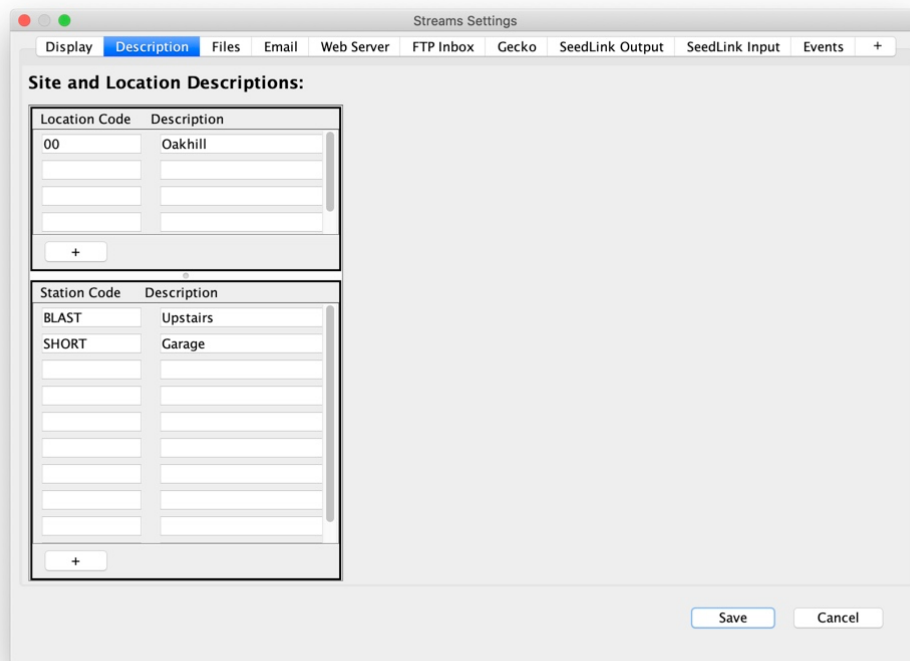 Streams Settings
Display Description Files Email Web Server FTP Inbox Gecko SeedLink Output SeedLink Input Events +
Site and Location Descriptions:
Location Code Description
00 Oakhill
+
Station Code Description
BLAST Upstairs
SHORT Garage
+
Save Cancel